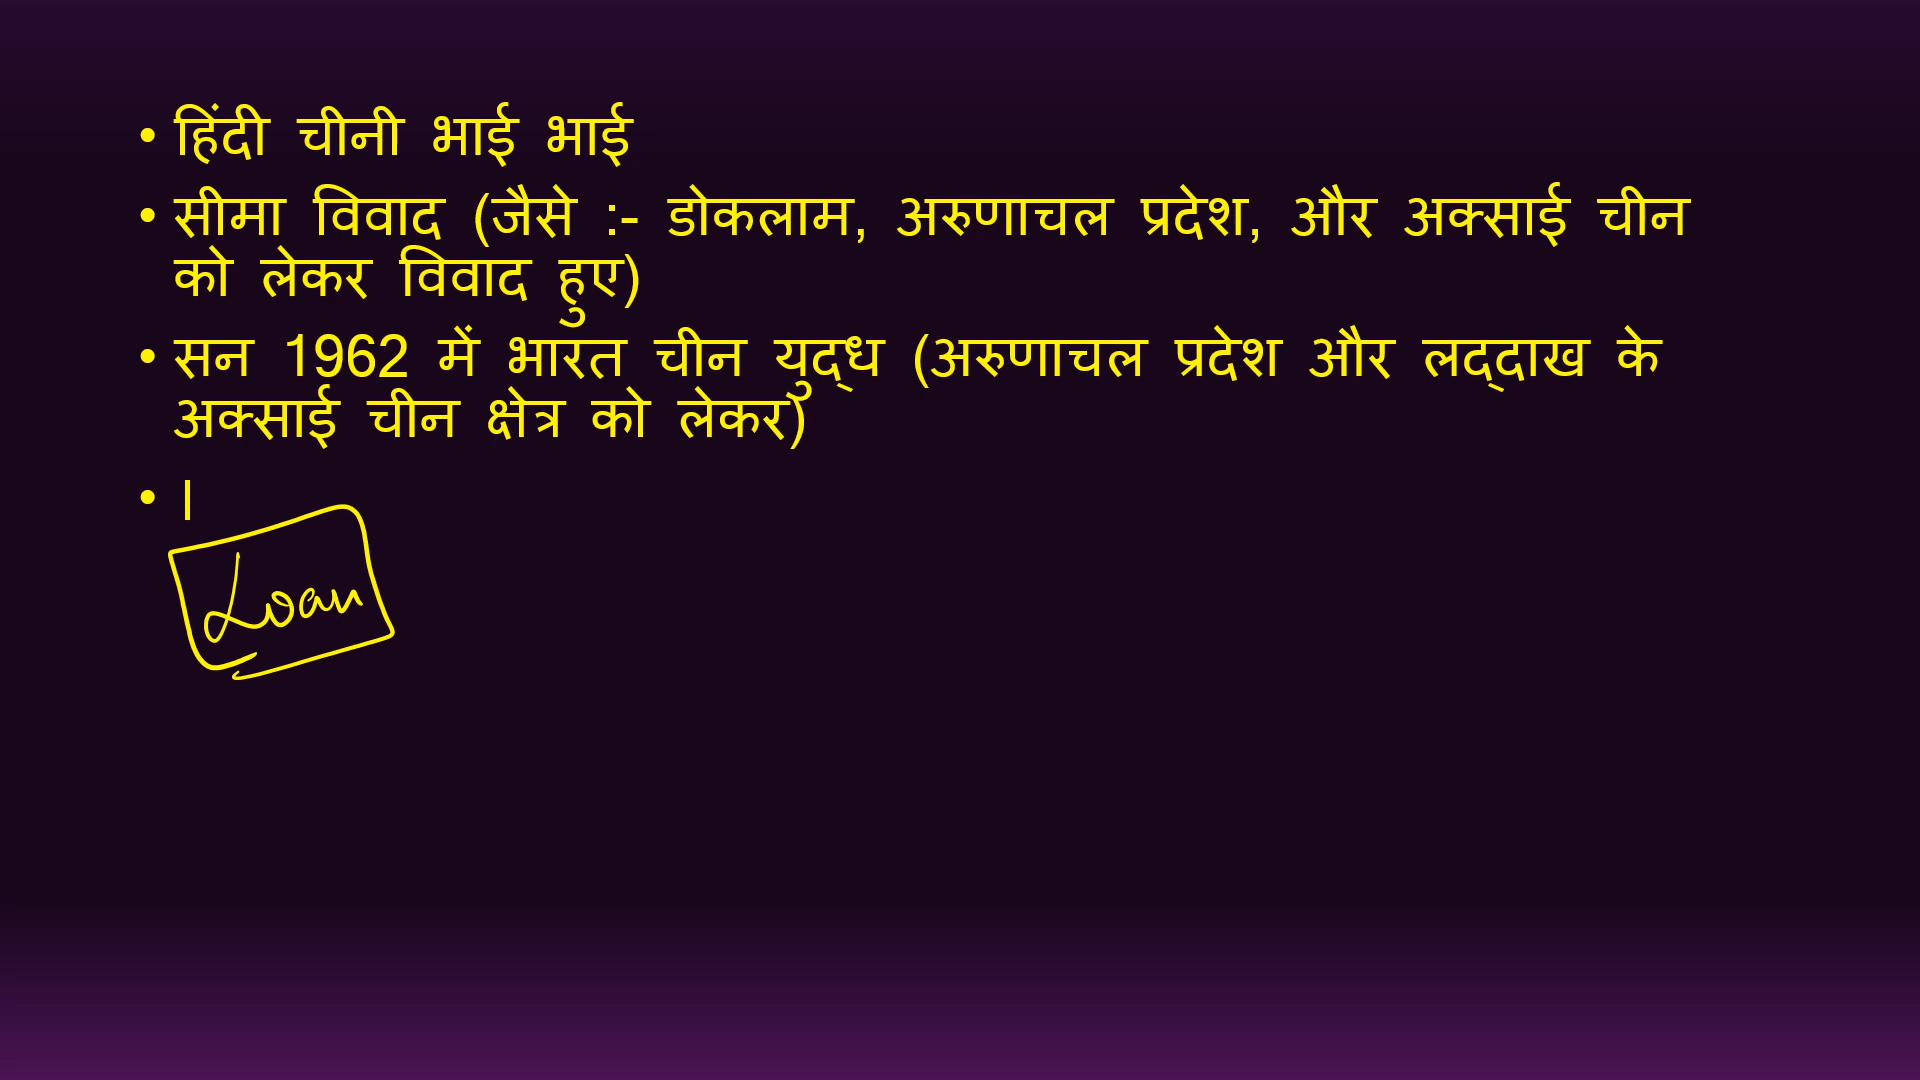 • हिंदी चीनी भाई भाई
• सीमा विवाद (जैसे :- डोकलाम, अरुणाचल प्रदेश, और अक्साई चीन
को लेकर विवाद हुए)
• सन 1962 में भारत चीन युद्ध (अरुणाचल प्रदेश और लद्दाख के
अक्साई चीन क्षेत्र को लेकर)
• |
Loan